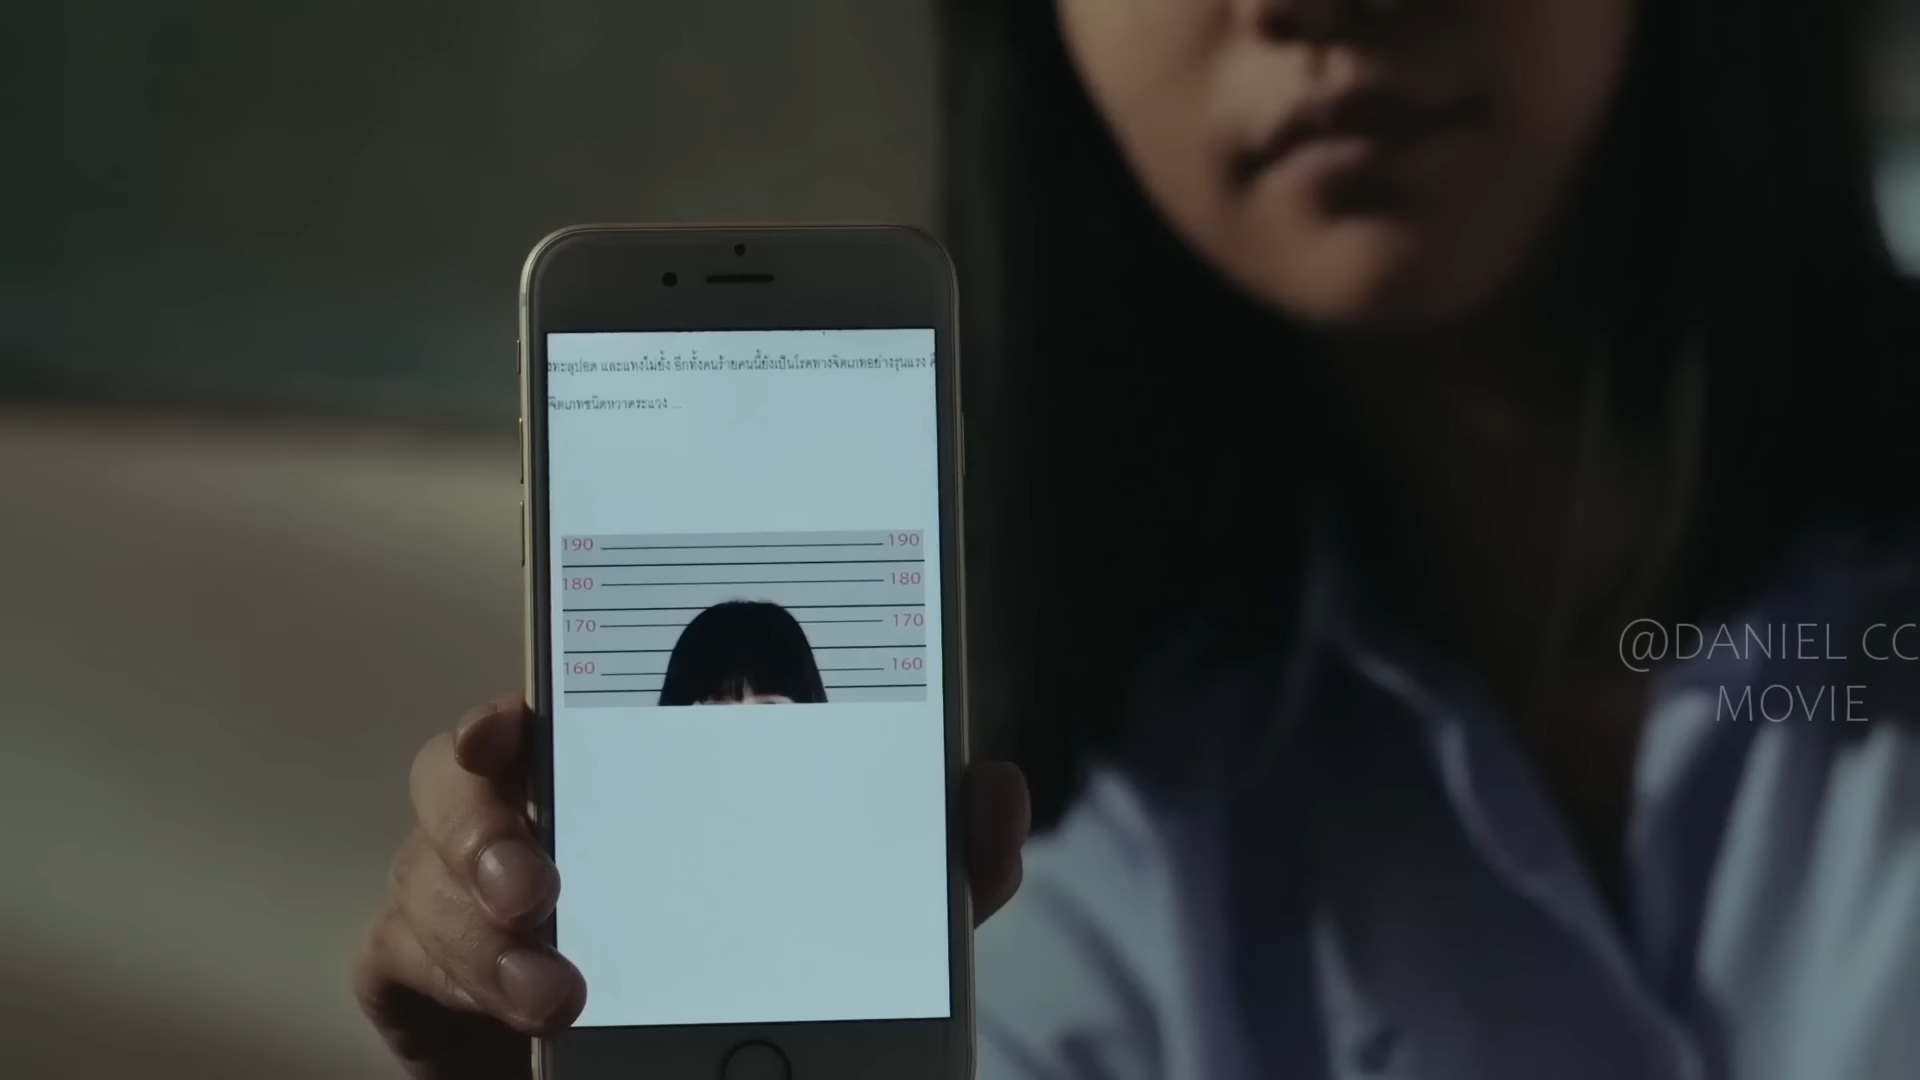 งทะลุปอด และแทงไม่ยั้ง อีกทั้งคนร้ายคนนี้ยังเป็นโรคทางจิตเภทอย่างรุนแรง คื
จิตเภทชนิดหวาดระแวง ...
190 190
180 180
170 170
160 160
@DANIEL CC
MOVIE